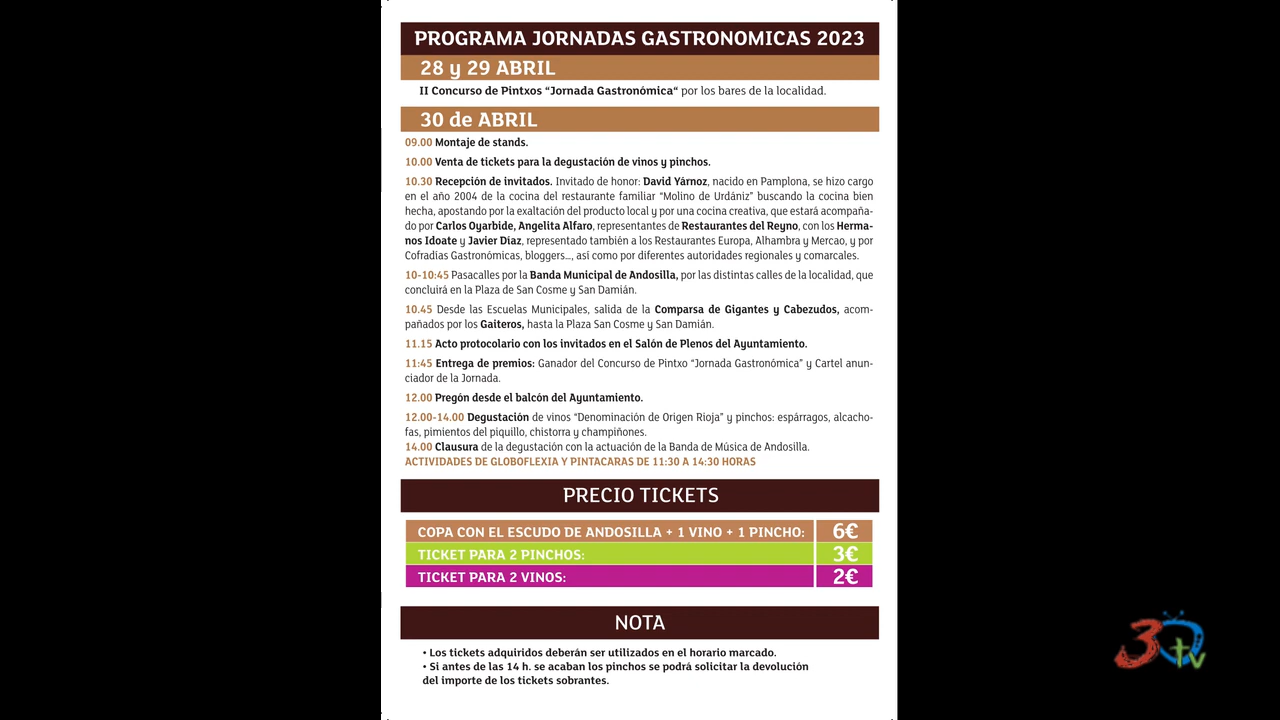 PROGRAMA JORNADAS GASTRONOMICAS 2023
28 y 29 ABRIL
II Concurso de Pintxos “Jornada Gastronómica“ por los bares de la localidad.
30 de ABRIL
09.00 Montaje de stands.
10.00 Venta de tickets para la degustación de vinos y pinchos.
10.30 Recepción de invitados. Invitado de honor: David Yárnoz, nacido en Pamplona, se hizo cargo
en el año 2004 de la cocina del restaurante familiar “Molino de Urdániz” buscando la cocina bien
hecha, apostando por la exaltación del producto local y por una cocina creativa, que estará acompaña-
do por Carlos Oyarbide, Angelita Alfaro, representantes de Restaurantes del Reyno, con los Herma-
nos Idoate y Javier Díaz, representado también a los Restaurantes Europa, Alhambra y Mercao, y por
Cofradías Gastronómicas, bloggers..., así como por diferentes autoridades regionales y comarcales.
10-10:45 Pasacalles por la Banda Municipal de Andosilla, por las distintas calles de la localidad, que
concluirá en la Plaza de San Cosme y San Damián.
10.45 Desde las Escuelas Municipales, salida de la Comparsa de Gigantes y Cabezudos, acom-
pañados por los Gaiteros, hasta la Plaza San Cosme y San Damián.
11.15 Acto protocolario con los invitados en el Salón de Plenos del Ayuntamiento.
11:45 Entrega de premios: Ganador del Concurso de Pintxo “Jornada Gastronómica” y Cartel anun-
ciador de la Jornada.
12.00 Pregón desde el balcón del Ayuntamiento.
12.00-14.00 Degustación de vinos “Denominación de Origen Rioja” y pinchos: espárragos, alcacho-
fas, pimientos del piquillo, chistorra y champiñones.
14.00 Clausura de la degustación con la actuación de la Banda de Música de Andosilla.
ACTIVIDADES DE GLOBOFLEXIA Y PINTACARAS DE 11:30 A 14:30 HORAS
PRECIO TICKETS
COPA CON EL ESCUDO DE ANDOSILLA + 1 VINO + 1 PINCHO: 6€
TICKET PARA 2 PINCHOS: 3€
TICKET PARA 2 VINOS: 2€
NOTA
• Los tickets adquiridos deberán ser utilizados en el horario marcado.
• Si antes de las 14 h. se acaban los pinchos se podrá solicitar la devolución
del importe de los tickets sobrantes.
30tv